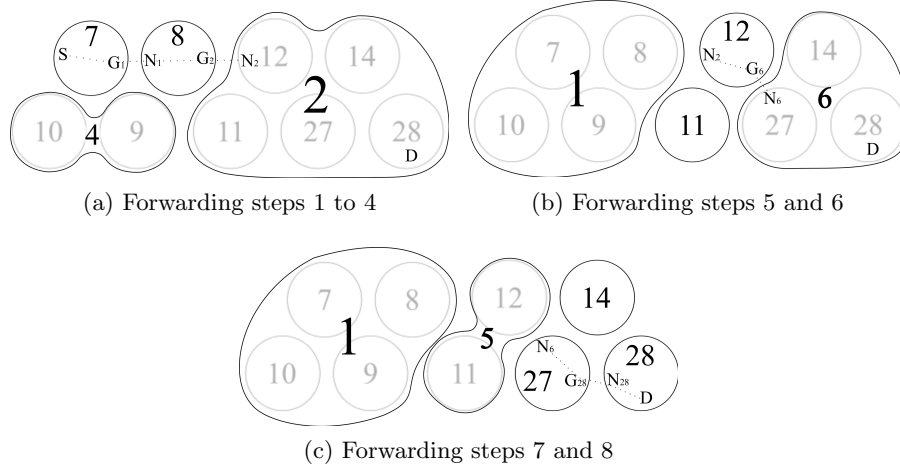 7 8 12 14
S G1 N1 G2 N2
2
10 4 9 11 27 28
D
(a) Forwarding steps 1 to 4
7 8 12 14
N2 G6
1 N6 6
10 9 11 27 28
D
(b) Forwarding steps 5 and 6
7 8 12 14
1 5
N6 28
10 9 11 27 G28 N28
D
(c) Forwarding steps 7 and 8